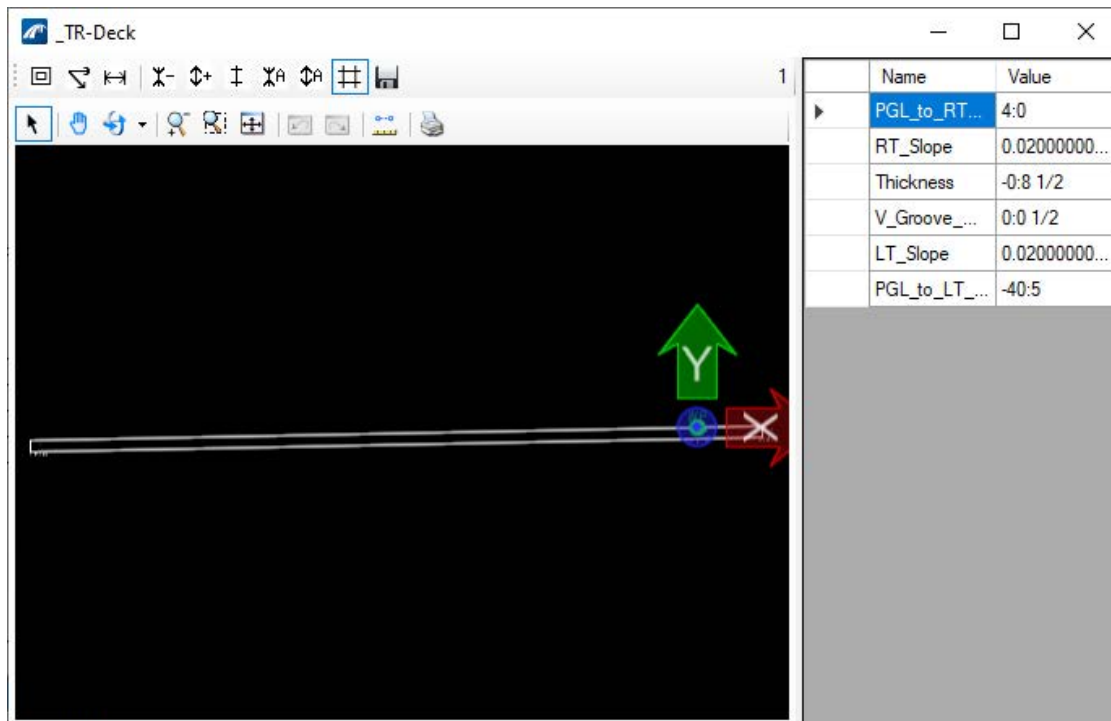 _TR-Deck
1
Name Value
PGL_to_RT... 4:0
RT_Slope 0.02000000...
Thickness -0:8 1/2
V_Groove_... 0:0 1/2
LT_Slope 0.02000000...
PGL_to_LT_... -40:5
Y
X